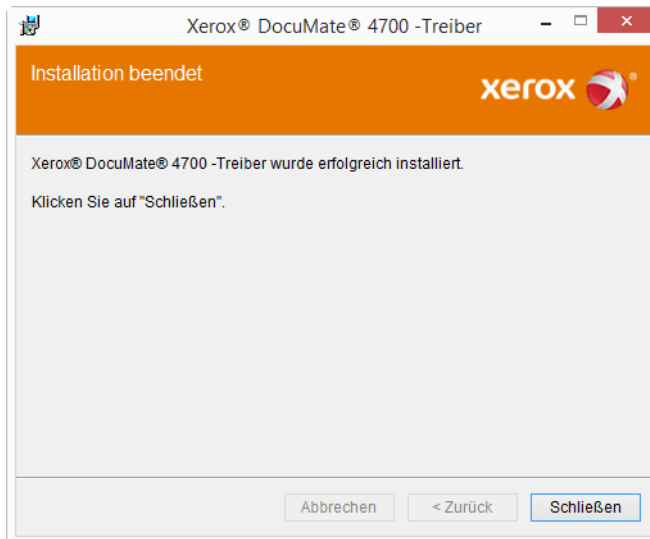 Xerox® DocuMate® 4700 -Treiber
Installation beendet
xerox ®
Xerox® DocuMate® 4700 -Treiber wurde erfolgreich installiert.
Klicken Sie auf "Schließen".
Abbrechen
< Zurück
Schließen